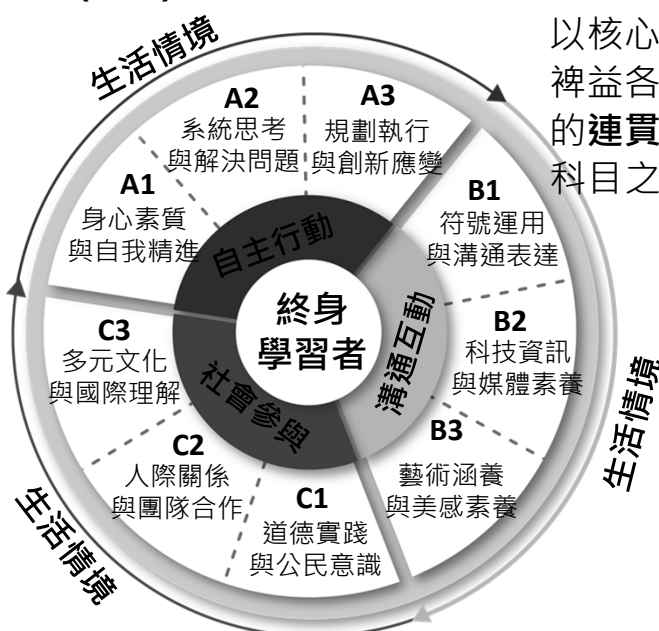 以核心
裨益各
的連貫
科目之
生活情境
A1
身心素質
與自我精進
A2
系統思考
與解決問題
A3
規劃執行
與創新應變
自主行動
B1
符號運用
與溝通表達
B2
科技資訊
與媒體素養
B3
藝術涵養
與美感素養
溝通互動
生活情境
C1
道德實踐
與公民意識
C2
人際關係
與團隊合作
C3
多元文化
與國際理解
社會參與
生活情境
終身
學習者